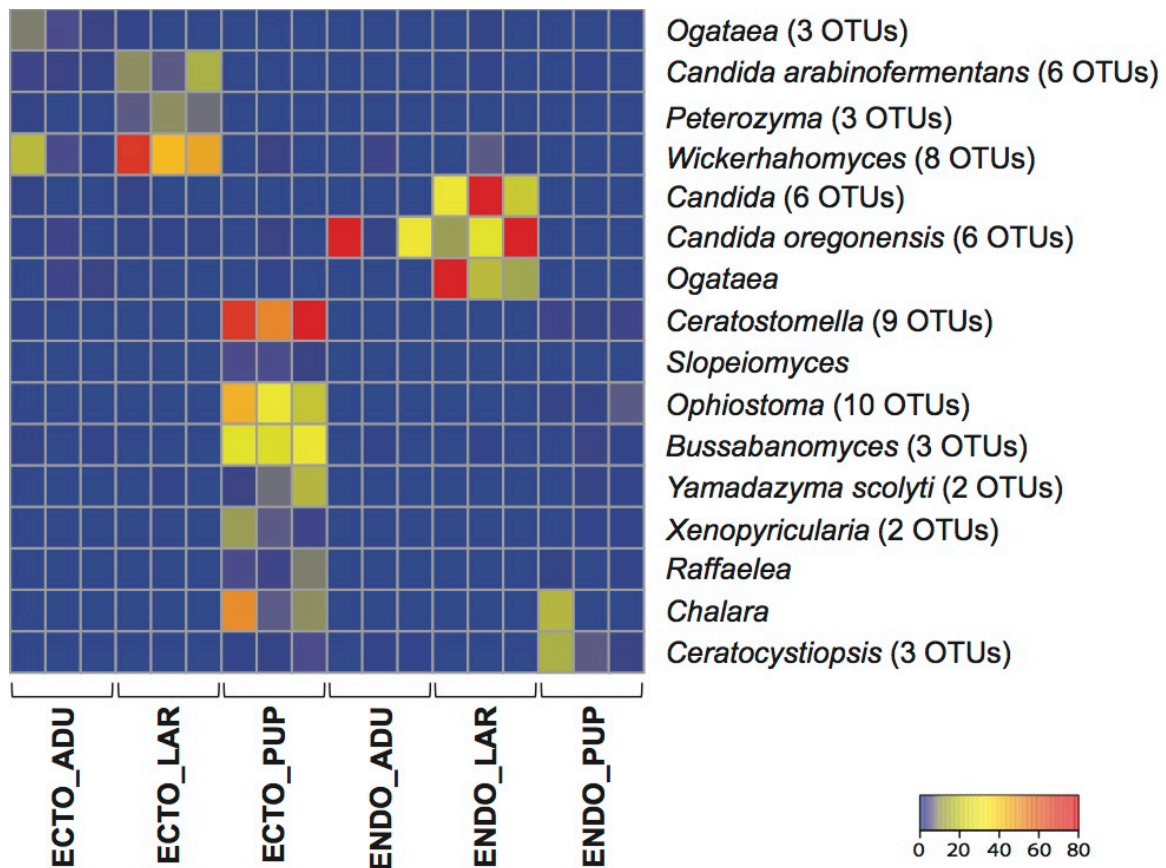 Ogataea (3 OTUs)
Candida arabinofermentans (6 OTUs)
Peterozyma (3 OTUs)
Wickerhahomyces (8 OTUs)
Candida (6 OTUs)
Candida oregonensis (6 OTUs)
Ogataea
Ceratostomella (9 OTUs)
Slopeiomyces
Ophiostoma (10 OTUs)
Bussabanomyces (3 OTUs)
Yamadazyma scolyti (2 OTUs)
Xenopyricularia (2 OTUs)
Raffaelea
Chalara
Ceratocystiopsis (3 OTUs)
ECTO_ADU
ECTO_LAR
ECTO_PUP
ENDO_ADU
ENDO_LAR
ENDO_PUP
0 20 40 60 80